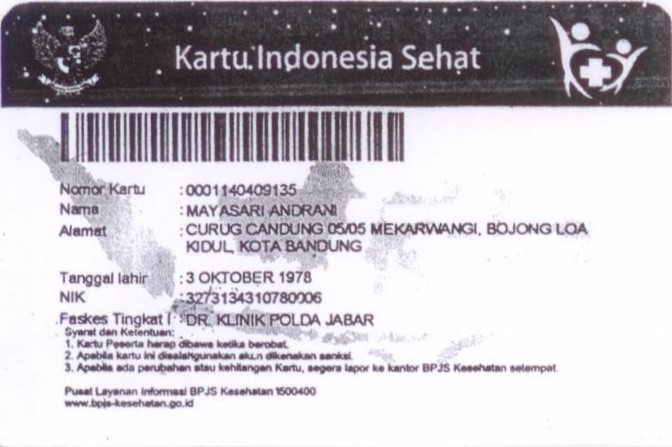 Kartu Indonesia Sehat
Nomor Kartu : 0001140409135
Nama : MAYASARI ANDRANI
Alamat : CURUG CANDUNG 05/05 MEKARWANGI, BOJONG LOA
KIDUL, KOTA BANDUNG
Tanggal lahir : 3 OKTOBER 1978
NIK : 3273134310780006
Faskes Tingkat I : DR. KLINIK POLDA JABAR
Syarat dan Ketentuan:
1. Kartu Peserta harap dibawa ketika berobat.
2. Apabila kartu ini disalahgunakan akan dikenakan sanksi.
3. Apabila ada perubahan atau kehilangan Kartu, segera lapor ke kantor BPJS Kesehatan setempat.
Pusat Layanan Informasi BPJS Kesehatan 1500400
www.bpjs-kesehatan.go.id